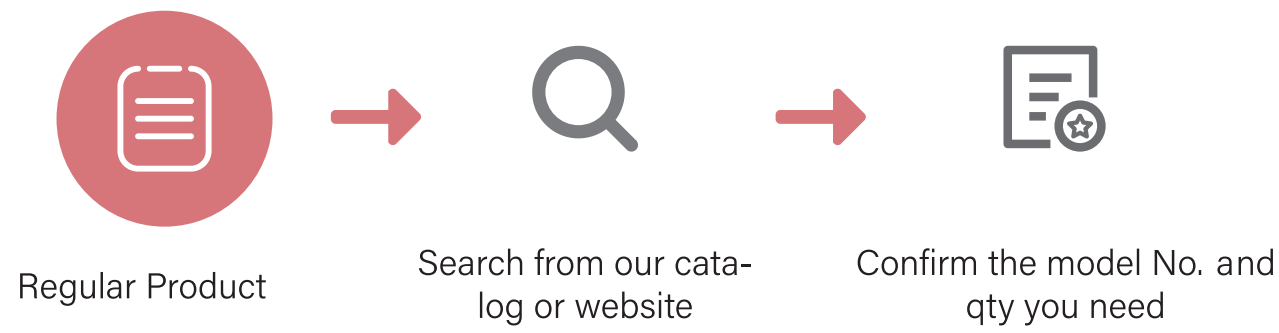 Regular Product
Search from our cata-
log or website
Confirm the model No. and
qty you need